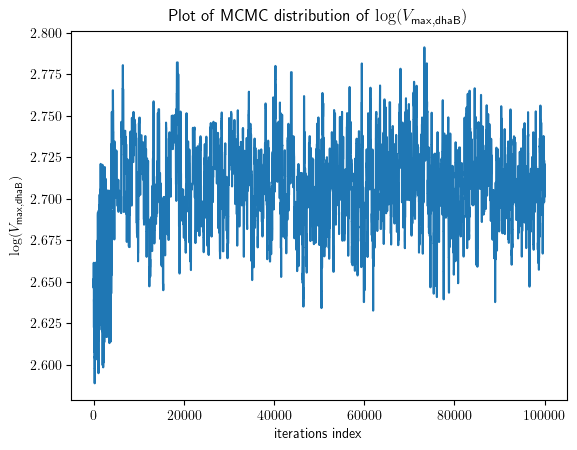 Plot of MCMC distribution of log(V_max,dhaB)
2.800
2.775
2.750
2.725
2.700
2.675
2.650
2.625
2.600
log(V_max,dhaB)
0 20000 40000 60000 80000 100000
iterations index